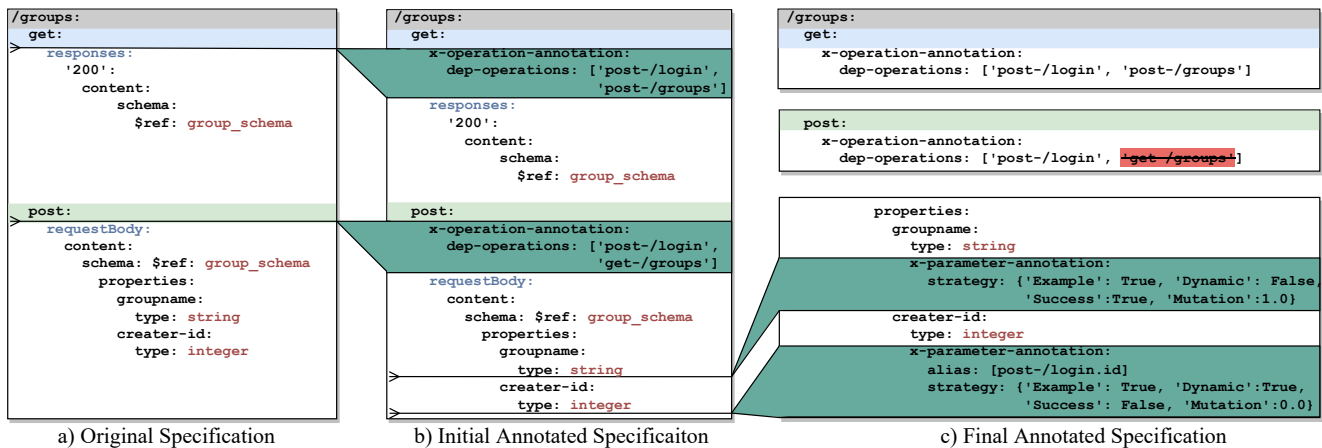 /groups:
get:
responses:
'200':
content:
schema:
$ref: group_schema
post:
requestBody:
content:
schema: $ref: group_schema
properties:
groupname:
type: string
creater-id:
type: integer
a) Original Specification
/groups:
get:
x-operation-annotation:
dep-operations: ['post-/login',
'post-/groups']
responses:
'200':
content:
schema:
$ref: group_schema
post:
x-operation-annotation:
dep-operations: ['post-/login',
'get-/groups']
requestBody:
content:
schema: $ref: group_schema
properties:
groupname:
type: string
creater-id:
type: integer
b) Initial Annotated Specificaiton
/groups:
get:
x-operation-annotation:
dep-operations: ['post-/login', 'post-/groups']
post:
x-operation-annotation:
dep-operations: ['post-/login', 'get-/groups']
properties:
groupname:
type: string
x-parameter-annotation:
strategy: {'Example': True, 'Dynamic': False,
'Success':True, 'Mutation':1.0}
creater-id:
type: integer
x-parameter-annotation:
alias: [post-/login.id]
strategy: {'Example': True, 'Dynamic':True,
'Success': False, 'Mutation':0.0}
c) Final Annotated Specification